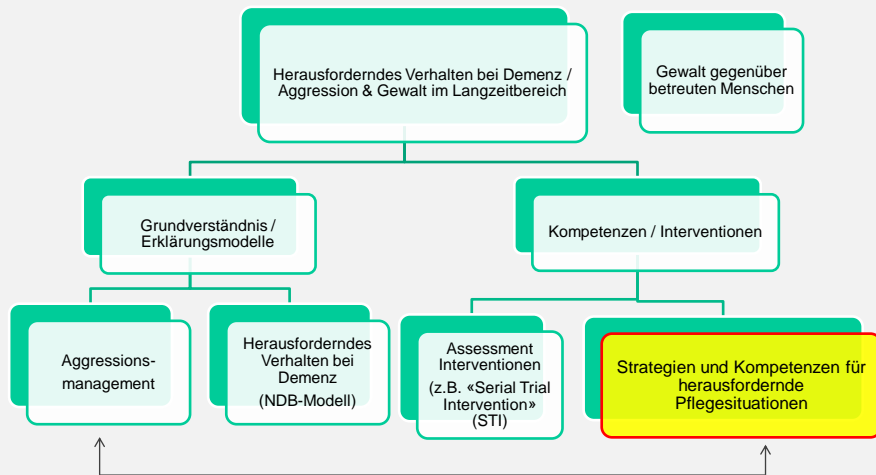 Herausforderndes Verhalten bei Demenz /
Aggression & Gewalt im Langzeitbereich
Gewalt gegenüber
betreuten Menschen
Grundverständnis /
Erklärungsmodelle
Kompetenzen / Interventionen
Aggressions-
management
Herausforderndes
Verhalten bei
Demenz
(NDB-Modell)
Assessment
Interventionen
(z.B. «Serial Trial
Intervention»
(STI)
Strategien und Kompetenzen für
herausfordernde
Pflegesituationen